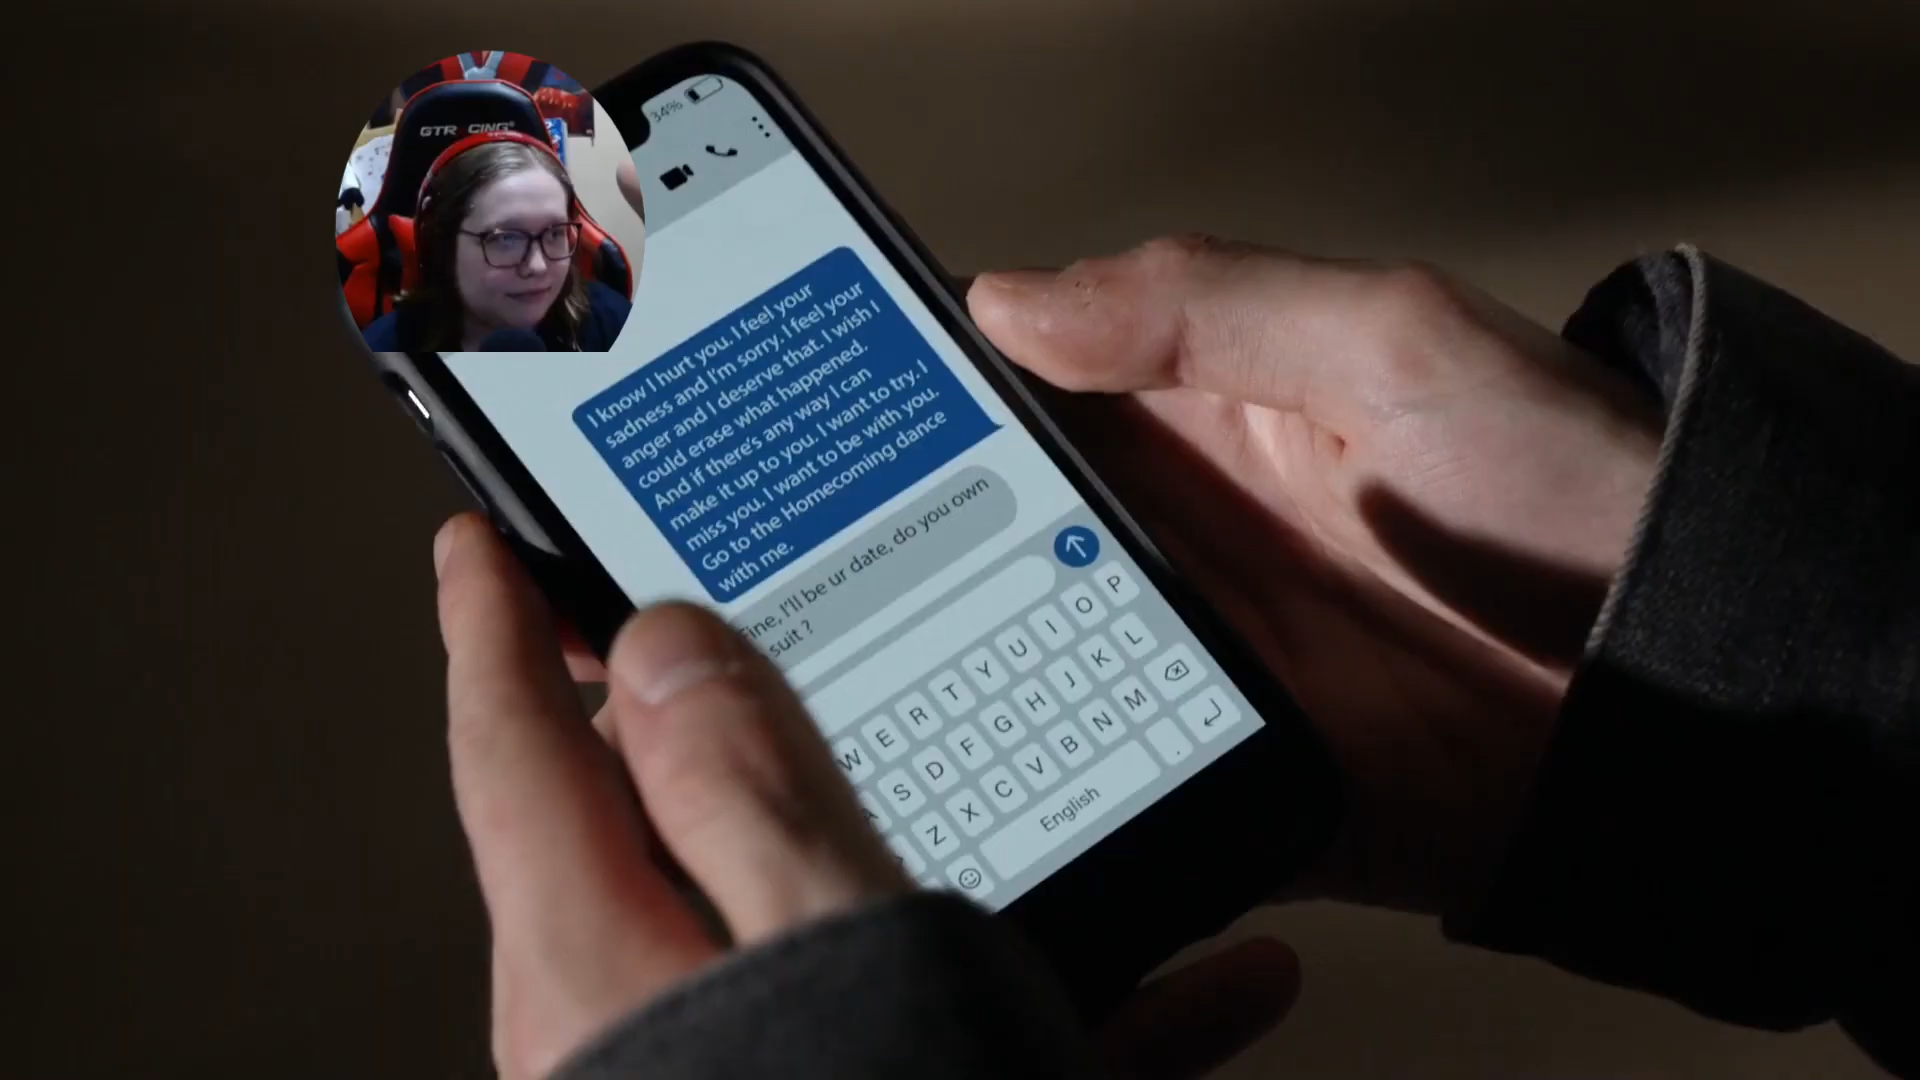 GTR CING
34%
I know I hurt you. I feel your
sadness and I'm sorry. I feel your
anger and I deserve that. I wish I
could erase what happened.
And if there's any way I can
make it up to you. I want to try. I
miss you. I want to be with you.
Go to the Homecoming dance
with me.
Fine, I'll be ur date, do you own
suit ?
W E R T Y U I O P
A S D F G H J K L
Z X C V B N M
English .